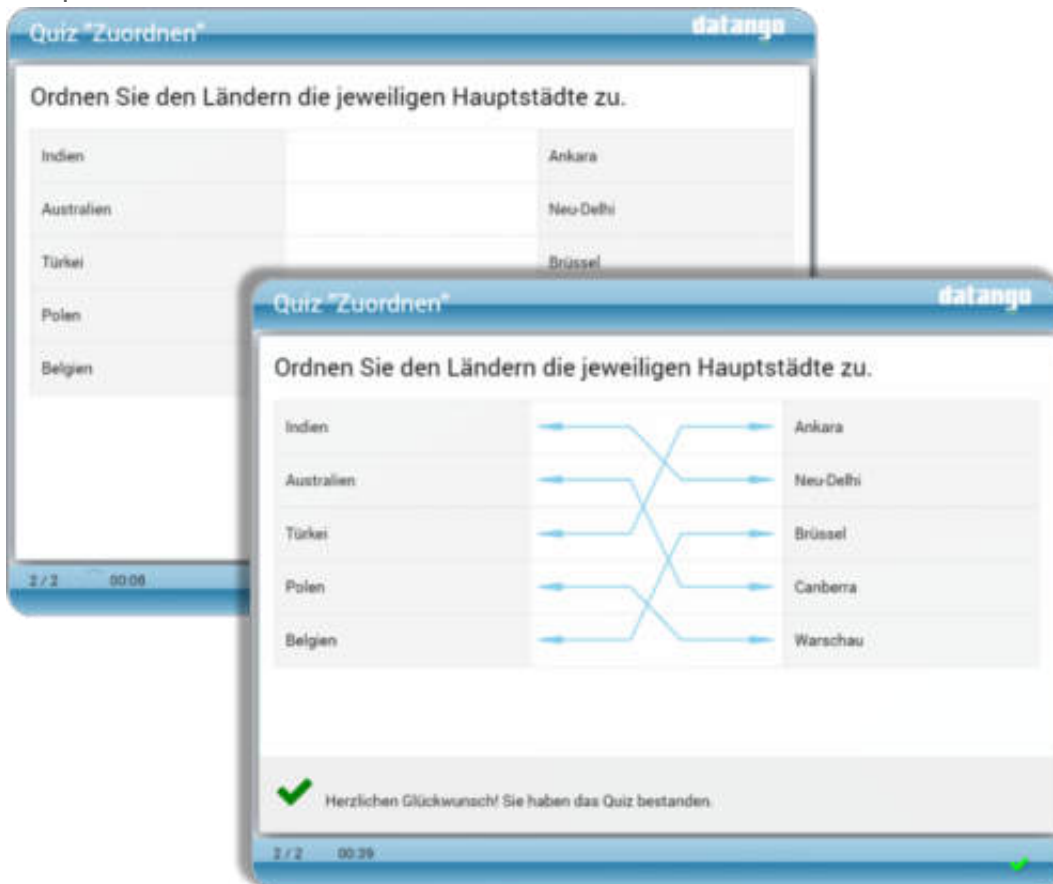 Quiz "Zuordnen"
datango
Ordnen Sie den Ländern die jeweiligen Hauptstädte zu.
Indien Ankara
Australien Neu-Delhi
Türkei Brüssel
Polen
Belgien
2 / 2 00:06
Quiz "Zuordnen"
datango
Ordnen Sie den Ländern die jeweiligen Hauptstädte zu.
Indien Ankara
Australien Neu-Delhi
Türkei Brüssel
Polen Canberra
Belgien Warschau
Herzlichen Glückwunsch! Sie haben das Quiz bestanden.
2 / 2 00:39